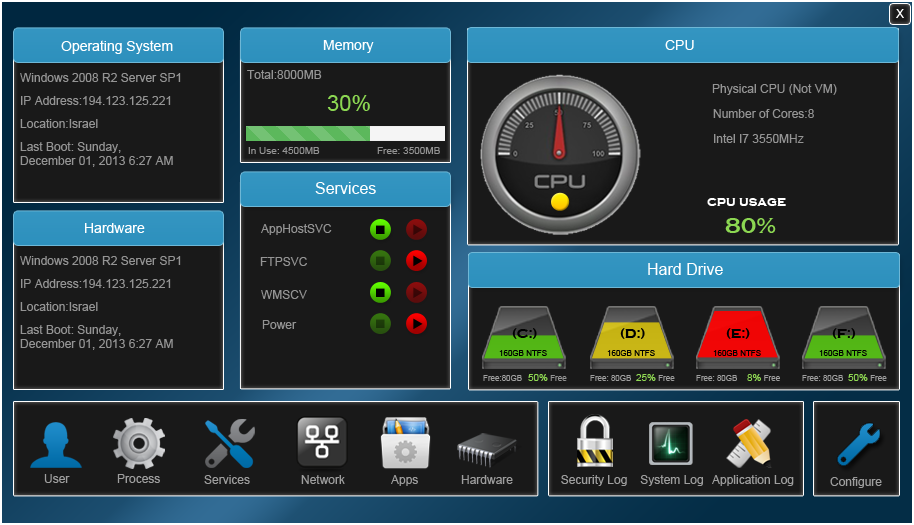 X
Operating System
Windows 2008 R2 Server SP1
IP Address:194.123.125.221
Location:Israel
Last Boot: Sunday,
December 01, 2013 6:27 AM
Memory
Total:8000MB
30%
In Use: 4500MB Free: 3500MB
CPU
0 25 50 75 100
CPU
Physical CPU (Not VM)
Number of Cores:8
Intel I7 3550MHz
CPU USAGE
80%
Hardware
Windows 2008 R2 Server SP1
IP Address:194.123.125.221
Location:Israel
Last Boot: Sunday,
December 01, 2013 6:27 AM
Services
AppHostSVC
FTPSVC
WMSCV
Power
Hard Drive
(C:) (D:) (E:) (F:)
160GB NTFS 160GB NTFS 160GB NTFS 160GB NTFS
Free:80GB 50% Free Free: 80GB 25% Free Free: 80GB 8% Free Free: 80GB 50% Free
User Process Services Network Apps Hardware
Security Log System Log Application Log
Configure